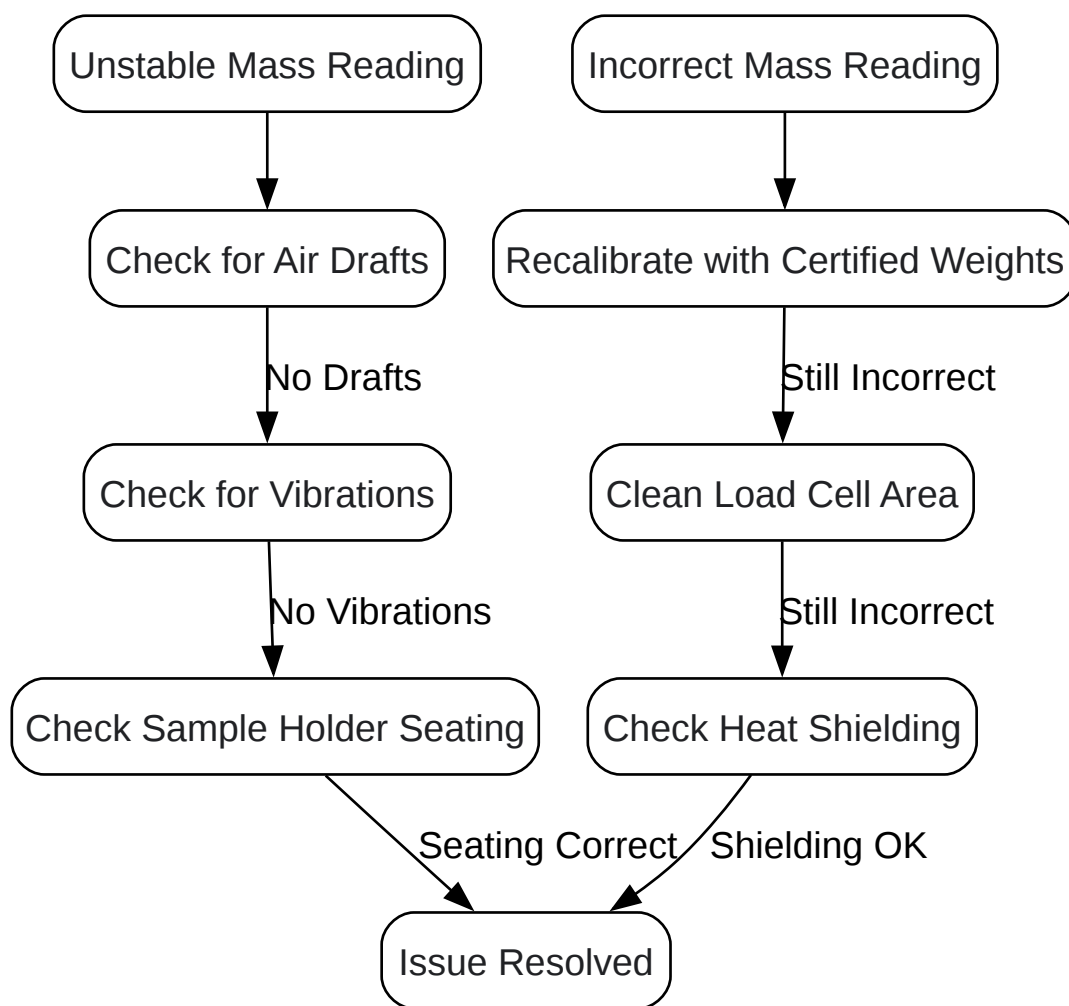 Unstable Mass Reading
Incorrect Mass Reading
Check for Air Drafts
Recalibrate with Certified Weights
No Drafts
Still Incorrect
Check for Vibrations
Clean Load Cell Area
No Vibrations
Still Incorrect
Check Sample Holder Seating
Check Heat Shielding
Seating Correct
Shielding OK
Issue Resolved